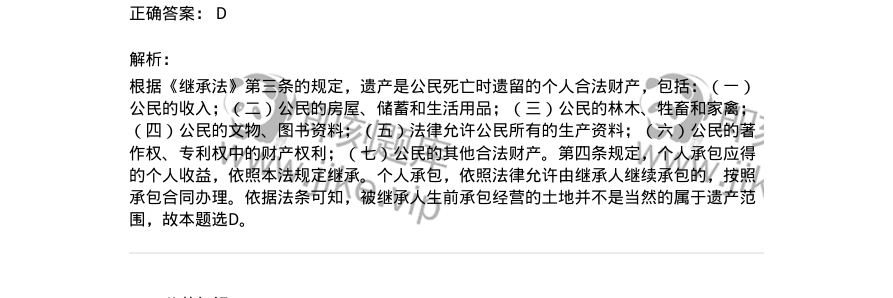 正确答案： D
解析：
根据《继承法》第三条的规定，遗产是公民死亡时遗留的个人合法财产，包括：（一）
公民的收入；（二）公民的房屋、储蓄和生活用品；（三）公民的林木、牲畜和家禽；
（四）公民的文物、图书资料；（五）法律允许公民所有的生产资料；（六）公民的著
作权、专利权中的财产权利；（七）公民的其他合法财产。第四条规定，个人承包应得
的个人收益，依照本法规定继承。个人承包，依照法律允许由继承人继续承包的，按照
承包合同办理。依据法条可知，被继承人生前承包经营的土地并不是当然的属于遗产范
围，故本题选D。
即刻题库
www.jike.vip